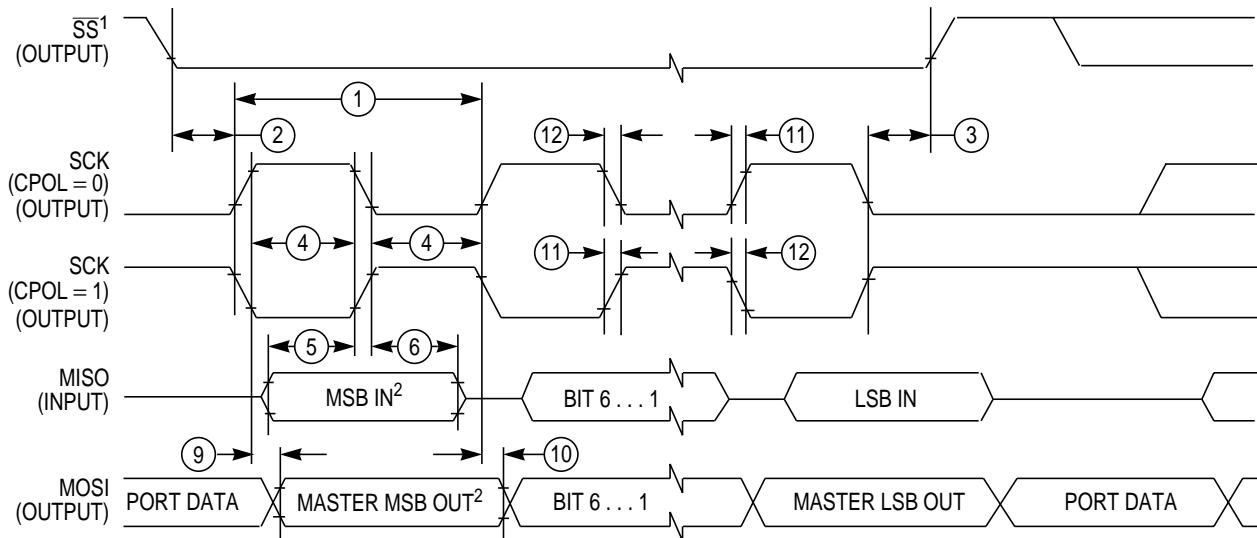 SS¹
(OUTPUT)
1
2
12
11
3
SCK
(CPOL = 0)
(OUTPUT)
4
4
11
12
SCK
(CPOL = 1)
(OUTPUT)
5
6
MISO
(INPUT)
MSB IN²
BIT 6 . . . 1
LSB IN
9
10
MOSI
(OUTPUT)
PORT DATA
MASTER MSB OUT²
BIT 6 . . . 1
MASTER LSB OUT
PORT DATA